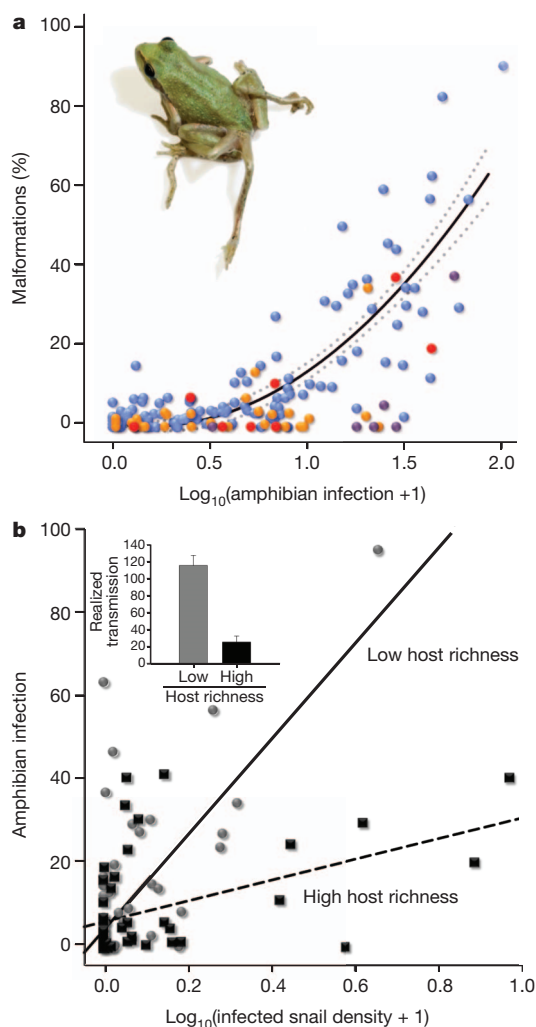 a
100
80
60
40
20
0
Malformations (%)
0.0 0.5 1.0 1.5 2.0
Log10(amphibian infection +1)
b
100
80
60
40
20
0
Amphibian infection
140
120
100
80
60
40
20
0
Realized
transmission
Low High
Host richness
Low host richness
High host richness
0.0 0.2 0.4 0.6 0.8 1.0
Log10(infected snail density + 1)